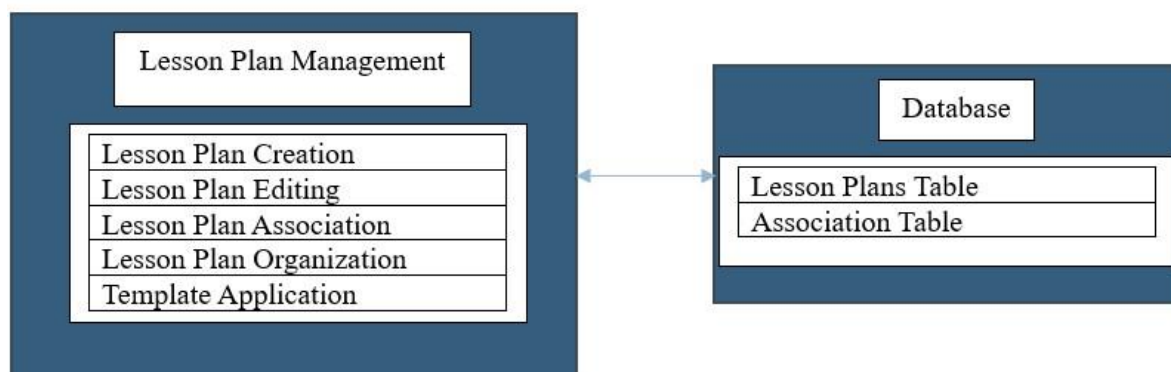 Lesson Plan Management
Lesson Plan Creation
Lesson Plan Editing
Lesson Plan Association
Lesson Plan Organization
Template Application
Database
Lesson Plans Table
Association Table